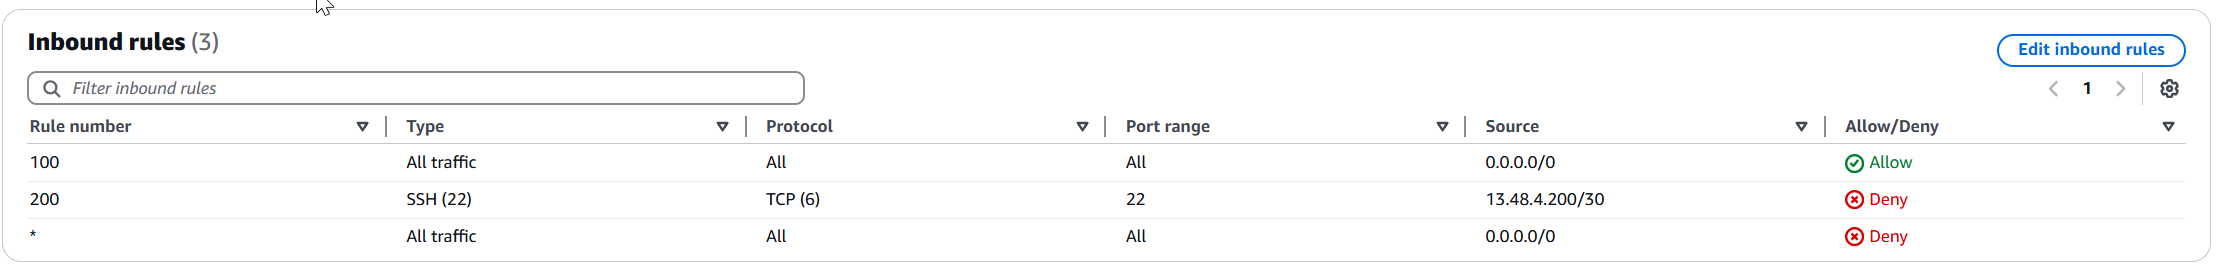 Inbound rules (3)
Edit inbound rules
Filter inbound rules
1
Rule number Type Protocol Port range Source Allow/Deny
100 All traffic All All 0.0.0.0/0 Allow
200 SSH (22) TCP (6) 22 13.48.4.200/30 Deny
* All traffic All All 0.0.0.0/0 Deny